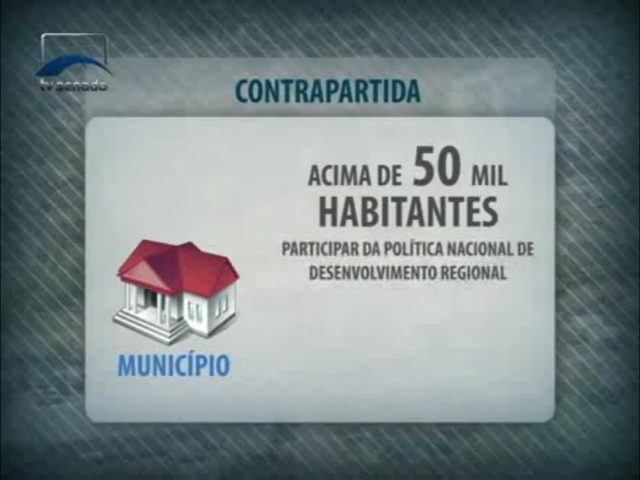 tv senado
CONTRAPARTIDA
ACIMA DE 50 MIL
HABITANTES
PARTICIPAR DA POLÍTICA NACIONAL DE
DESENVOLVIMENTO REGIONAL
MUNICÍPIO